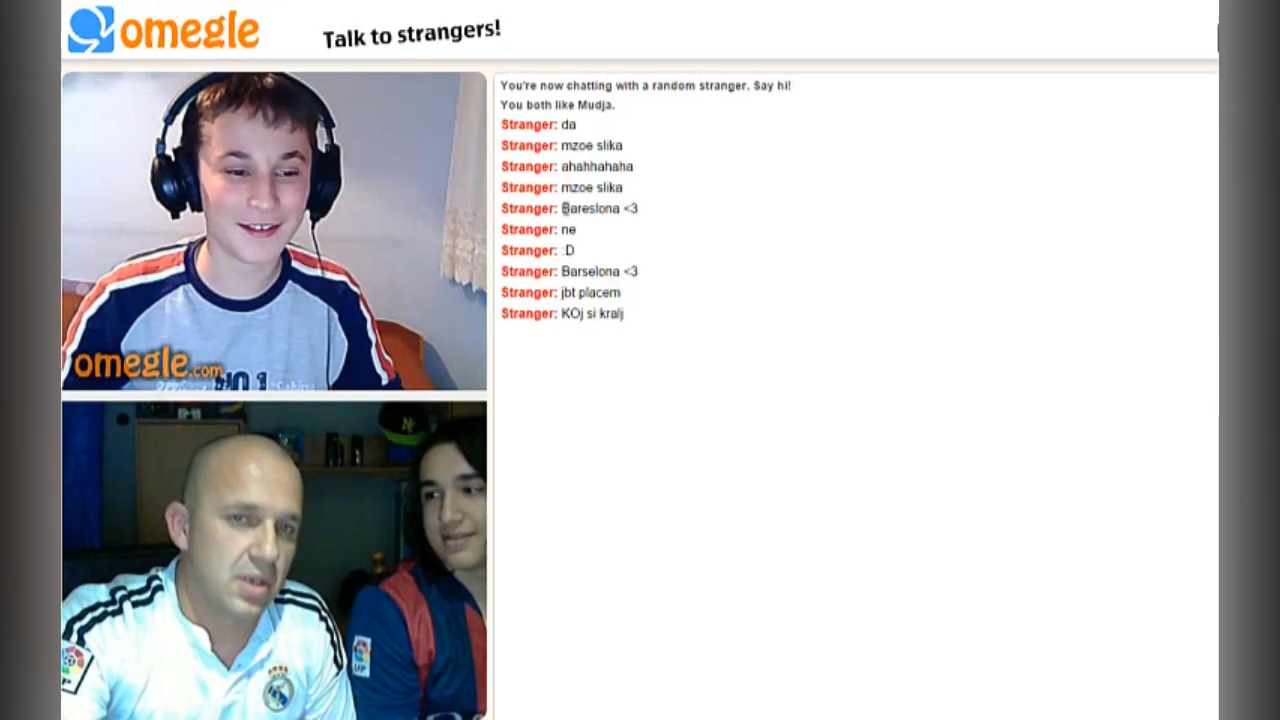 omegle
Talk to strangers!
You're now chatting with a random stranger. Say hi!
You both like Mudja.
Stranger: da
Stranger: mzoe slika
Stranger: ahahhahaha
Stranger: mzoe slika
Stranger: Bareslona <3
Stranger: ne
Stranger: :D
Stranger: Barselona <3
Stranger: jbt placem
Stranger: KOj si kralj
omegle.com
NO.1